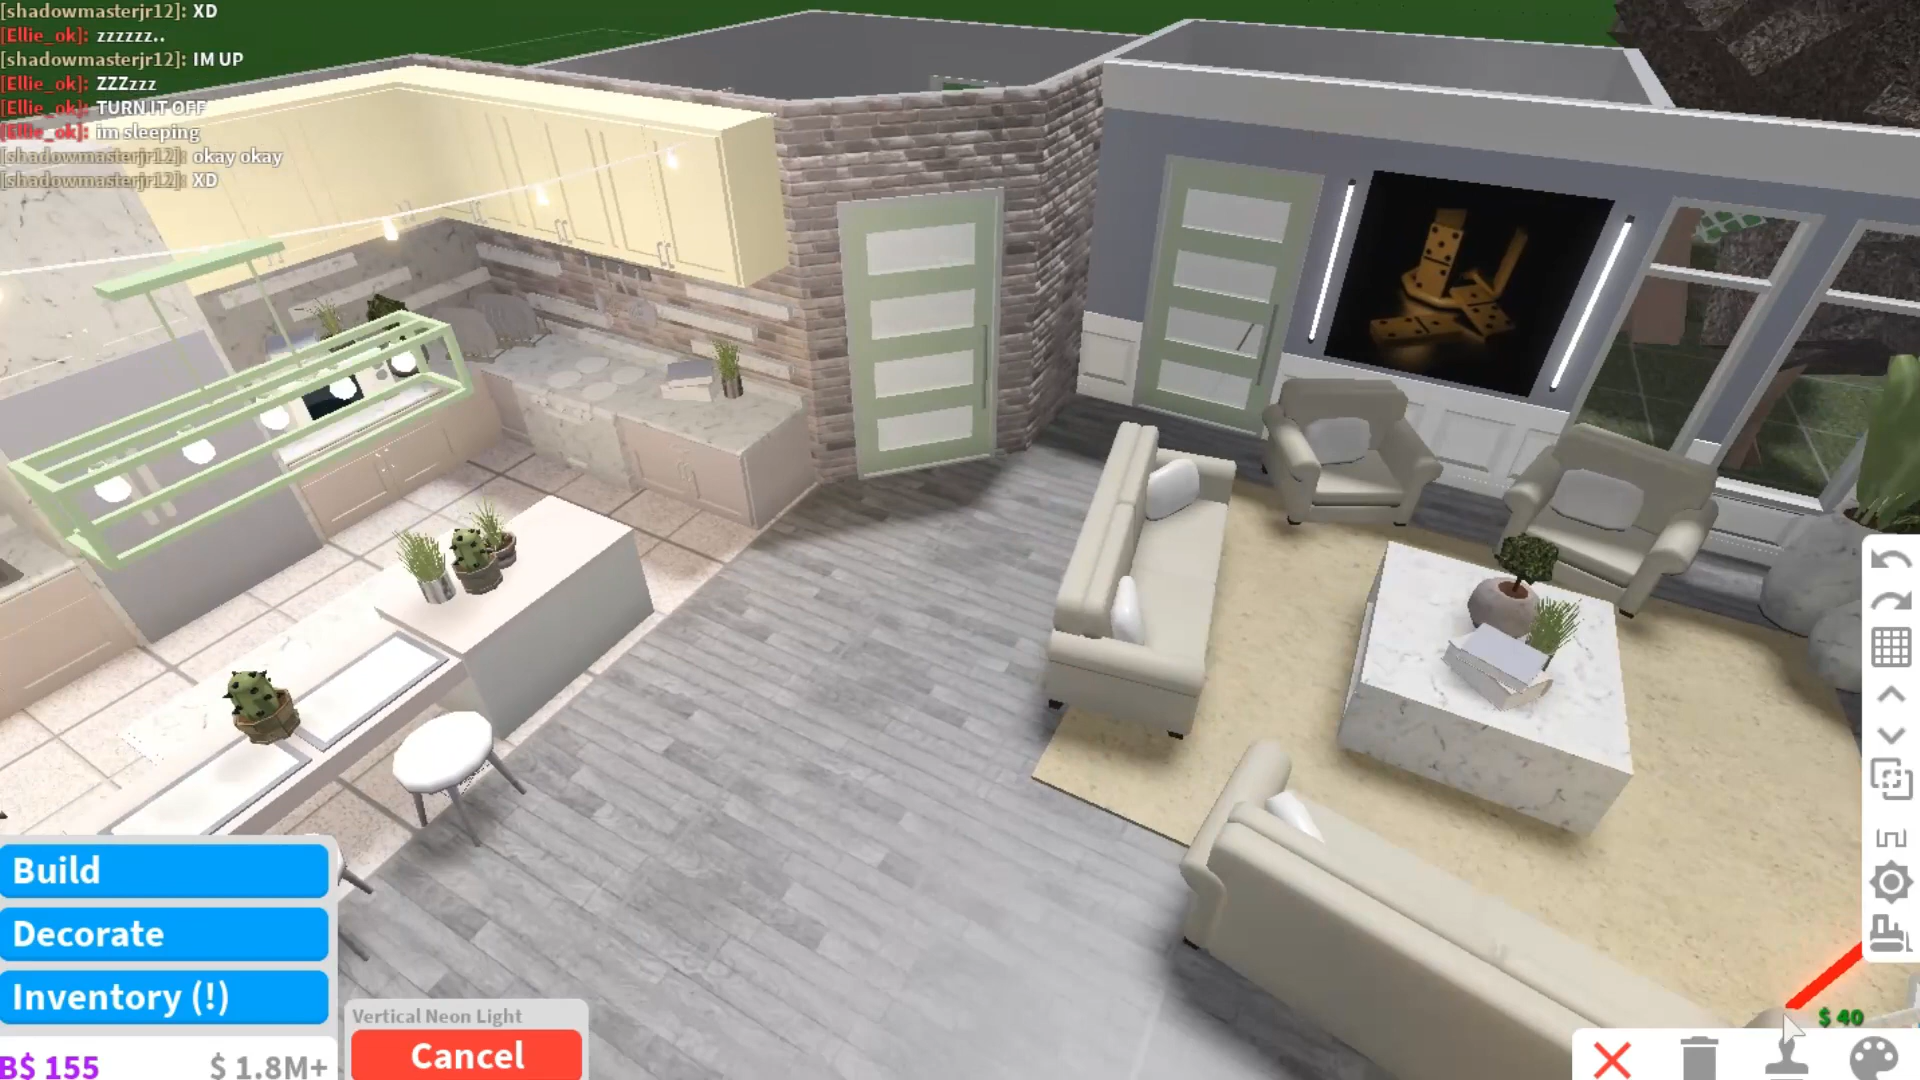 [shadowmasterjr12]: XD
[Ellie_ok]: zzzzzz..
[shadowmasterjr12]: IM UP
[Ellie_ok]: ZZZzzz
[Ellie_ok]: TURN IT OFF
[Ellie_ok]: im sleeping
[shadowmasterjr12]: okay okay
[shadowmasterjr12]: XD
Build
Decorate
Inventory (!)
B$ 155
$ 1.8M+
Vertical Neon Light
Cancel
$ 40